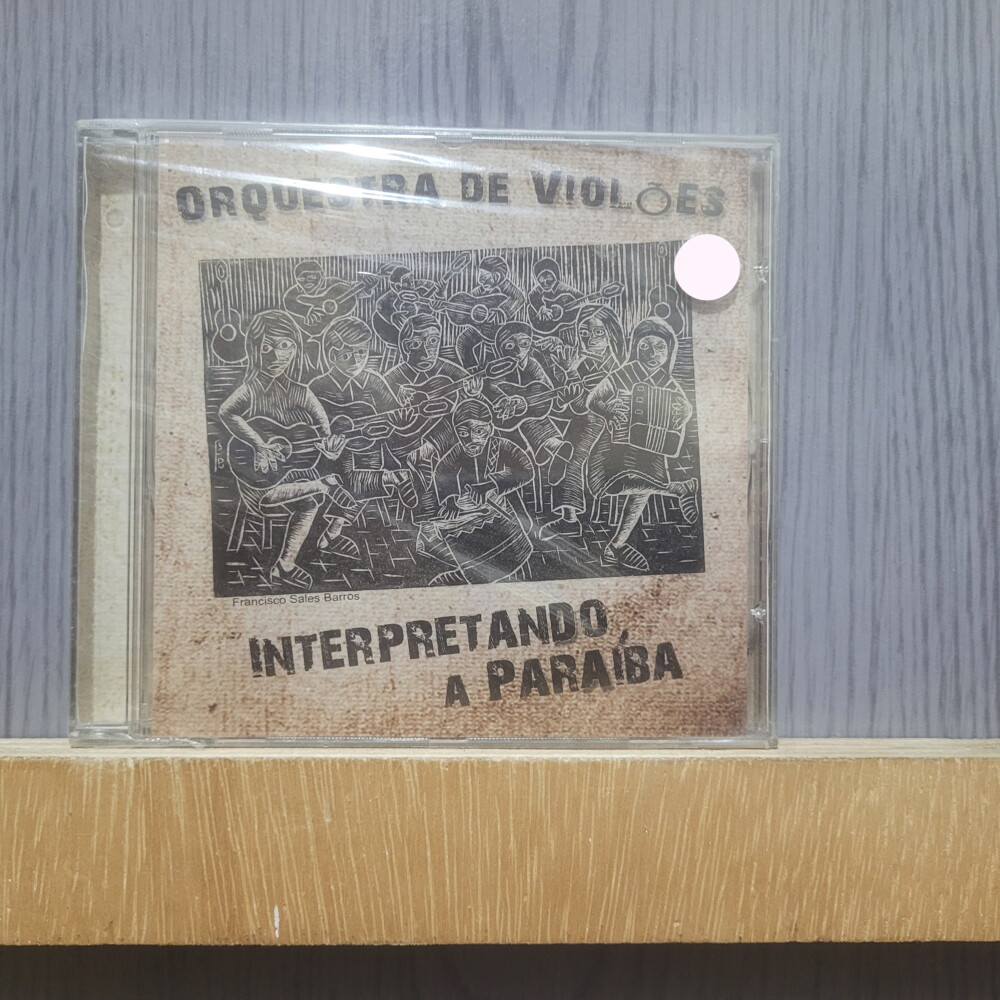 ORQUESTRA DE VIOLÕES
Francisco Sales Barros
INTERPRETANDO
A PARAÍBA